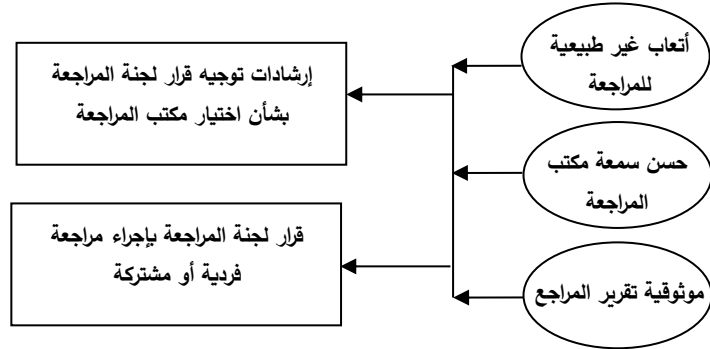 أتعاب غير طبيعية
للمراجعة
إرشادات توجيه قرار لجنة المراجعة
بشأن اختيار مكتب المراجعة
حسن سمعة مكتب
المراجعة
قرار لجنة المراجعة بإجراء مراجعة
فردية أو مشتركة
موثوقية تقرير المراجع